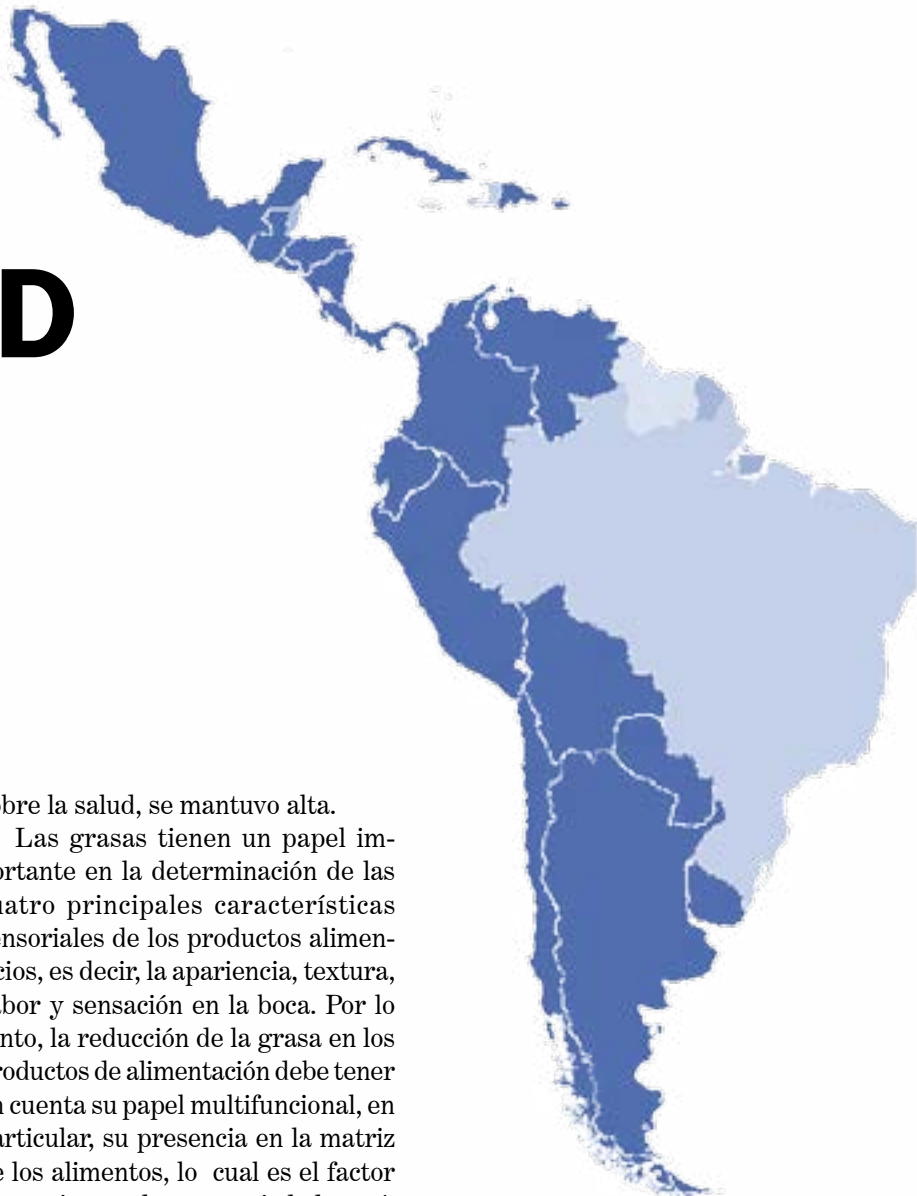 D
obre la salud, se mantuvo alta.
Las grasas tienen un papel im-
ortante en la determinación de las
uatro principales características
ensoriales de los productos alimen-
cios, es decir, la apariencia, textura,
abor y sensación en la boca. Por lo
nto, la reducción de la grasa en los
roductos de alimentación debe tener
n cuenta su papel multifuncional, en
articular, su presencia en la matriz
e los alimentos, lo cual es el factor